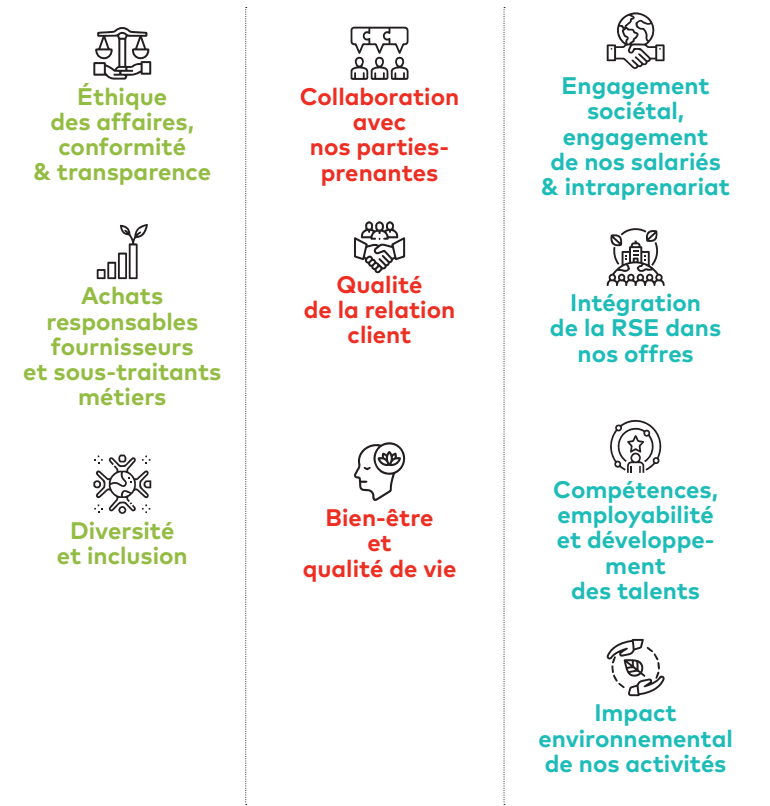 Éthique
des affaires,
conformité
& transparence
Achats
responsables
fournisseurs
et sous-traitants
métiers
Diversité
et inclusion
Collaboration
avec
nos parties-
prenantes
Qualité
de la relation
client
Bien-être
et
qualité de vie
Engagement
sociétal,
engagement
de nos salariés
& intraprenariat
Intégration
de la RSE dans
nos offres
Compétences,
employabilité
et développe-
ment
des talents
Impact
environnemental
de nos activités